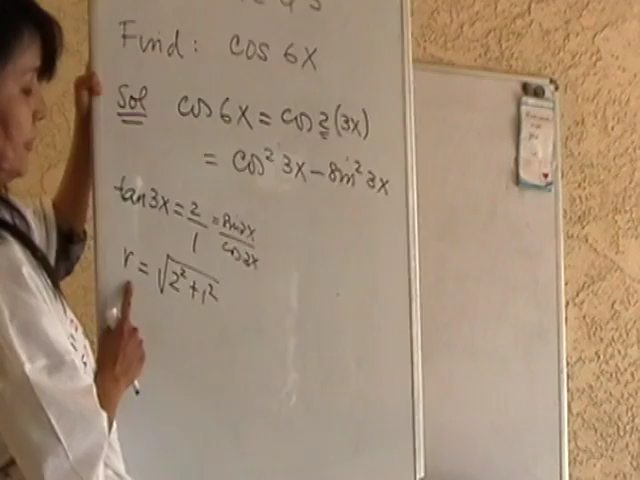 Find: cos 6x
Sol cos 6x = cos 2(3x)
= cos² 3x - sin² 3x
tan 3x = 2/1 = sin 3x / cos 3x
r = √2² + 1²